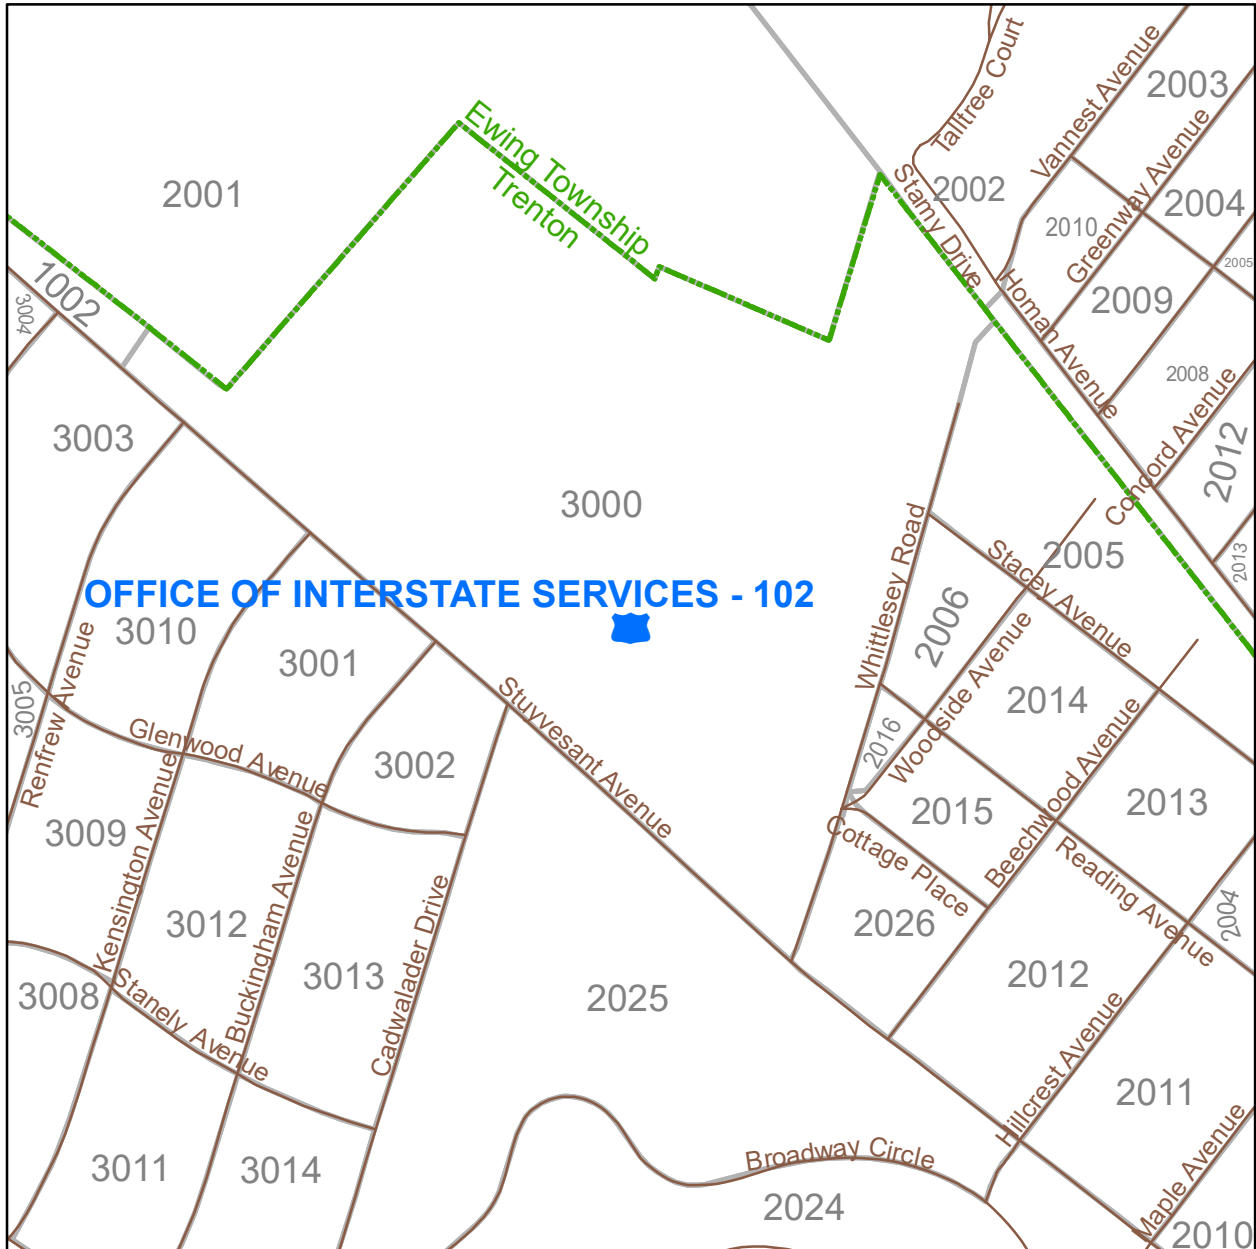 Talltree Court
Vannest Avenue
2003
Ewing Township
Trenton
2001
Stamy Drive
2002
Greenway Avenue
2004
2010
2005
1002
3004
Homan Avenue
2009
2008
Concord Avenue
2012
3003
3000
2013
Whittlesey Road
Stacey Avenue
2005
OFFICE OF INTERSTATE SERVICES - 102
3010
3001
2006
Renfrew Avenue
3005
Woodside Avenue
2014
Stuyvesant Avenue
2016
Glenwood Avenue
3002
Beechwood Avenue
2013
2015
3009
Cottage Place
Reading Avenue
Kensington Avenue
Buckingham Avenue
3012
2026
2004
3013
Cadwalader Drive
2012
3008
Stanely Avenue
2025
Hillcrest Avenue
2011
3011
3014
Broadway Circle
2024
Maple Avenue
2010